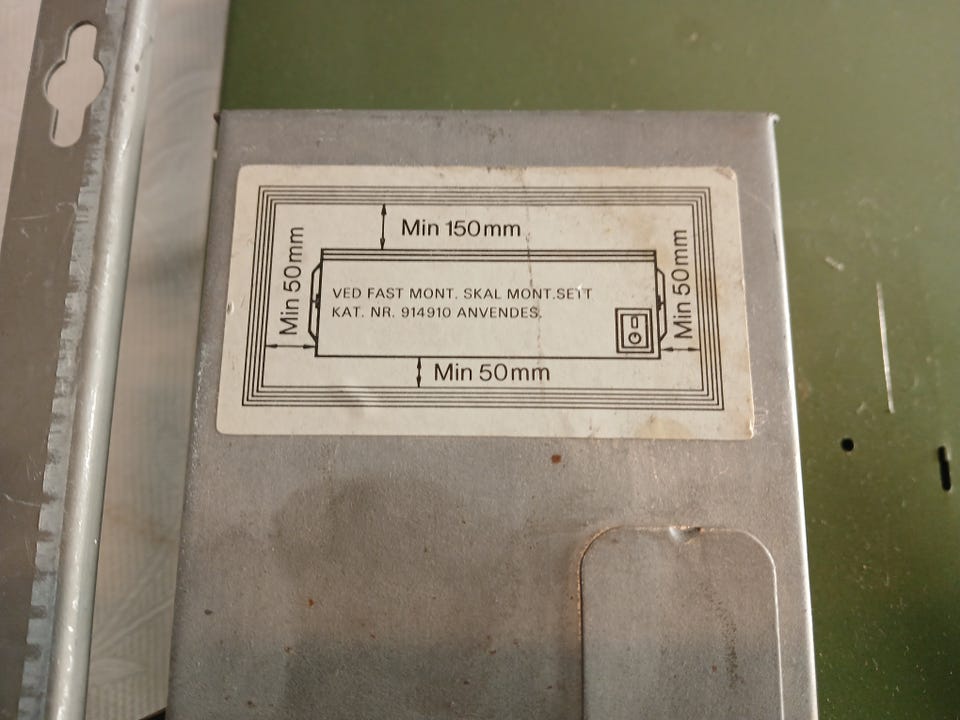 Min 150mm
Min 50mm
VED FAST MONT. SKAL MONT.SETT
KAT. NR. 914910 ANVENDES.
Min 50mm
Min 50mm